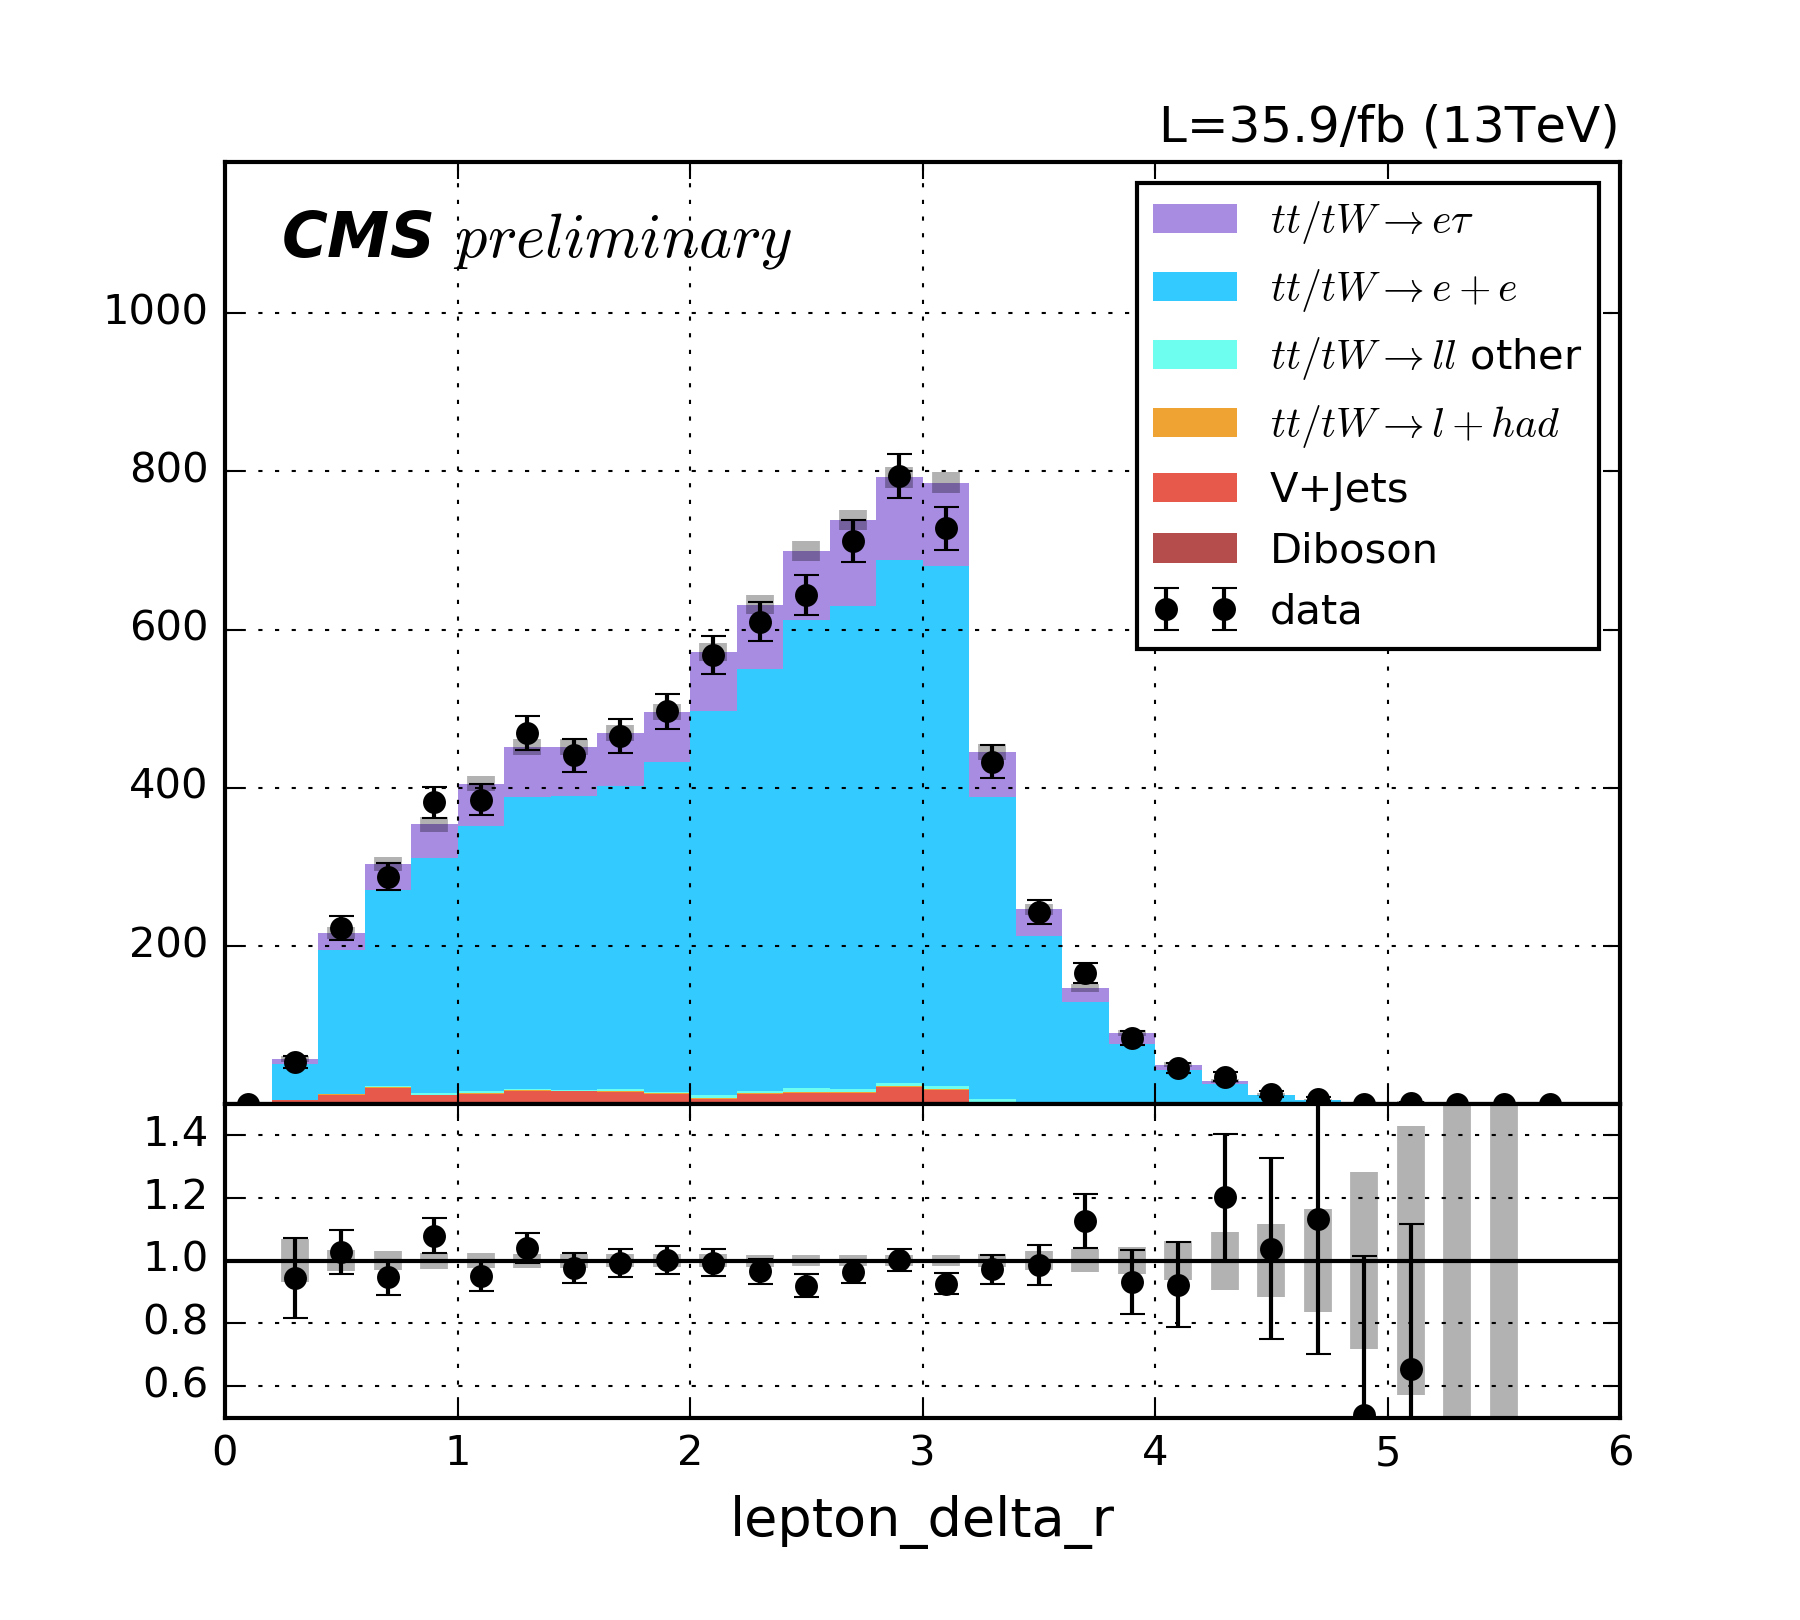 L=35.9/fb (13TeV)
CMS preliminary
tt/tW → eτ
tt/tW → e + e
tt/tW → ll other
tt/tW → l + had
V+Jets
Diboson
data
1000
800
600
400
200
1.4
1.2
1.0
0.8
0.6
0 1 2 3 4 5 6
lepton_delta_r